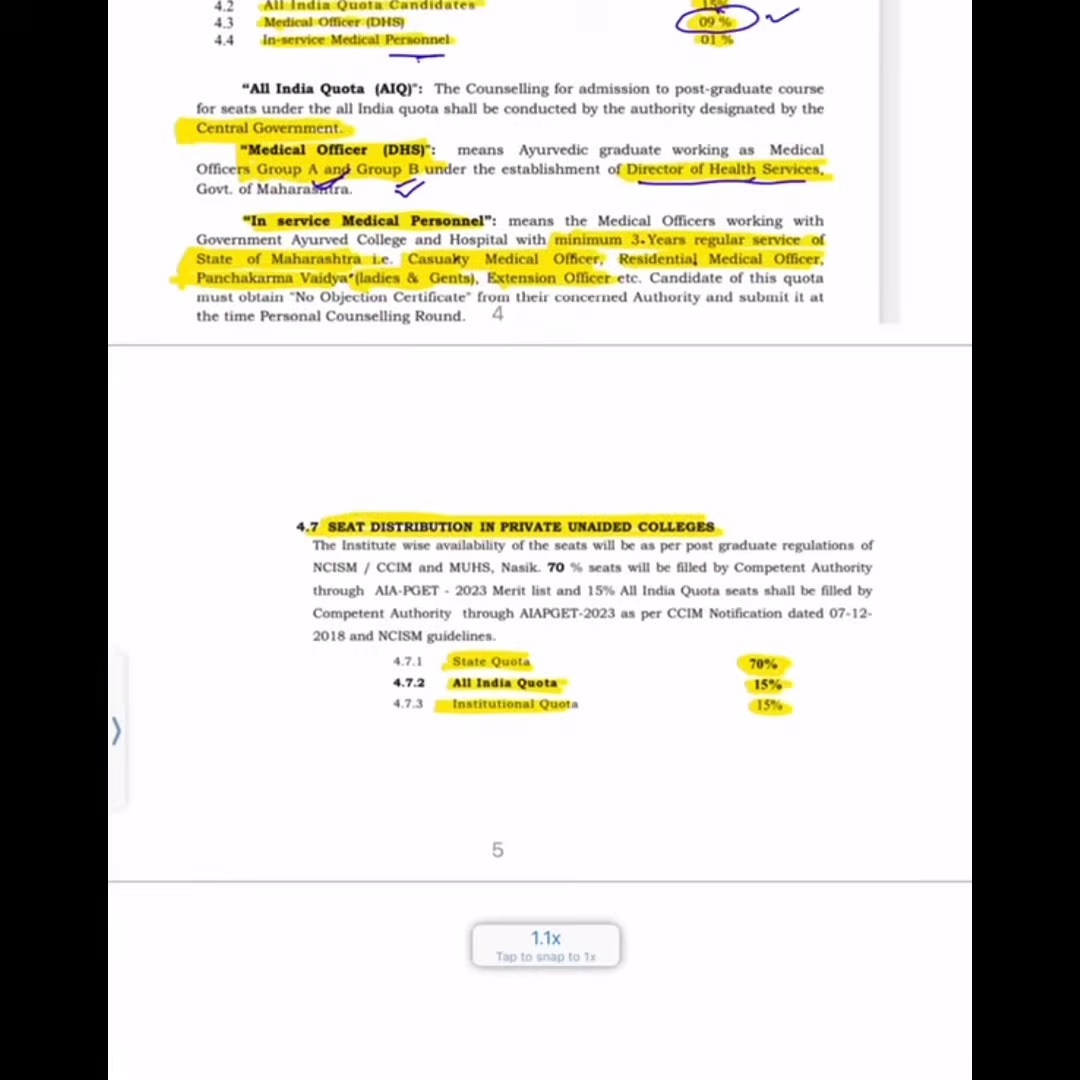 4.2 All India Quota Candidates 15%
4.3 Medical Officer (DHS) 09 %
4.4 In-service Medical Personnel 01 %
“All India Quota (AIQ)": The Counselling for admission to post-graduate course
for seats under the all India quota shall be conducted by the authority designated by the
Central Government.
“Medical Officer (DHS)": means Ayurvedic graduate working as Medical
Officers Group A and Group B under the establishment of Director of Health Services,
Govt. of Maharashtra.
“In service Medical Personnel": means the Medical Officers working with
Government Ayurved College and Hospital with minimum 3-Years regular service of
State of Maharashtra i.e. Casualty Medical Officer, Residential Medical Officer,
Panchakarma Vaidya (ladies & Gents), Extension Officer etc. Candidate of this quota
must obtain "No Objection Certificate" from their concerned Authority and submit it at
the time Personal Counselling Round. 4
4.7 SEAT DISTRIBUTION IN PRIVATE UNAIDED COLLEGES
The Institute wise availability of the seats will be as per post graduate regulations of
NCISM / CCIM and MUHS, Nasik. 70 % seats will be filled by Competent Authority
through AIA-PGET - 2023 Merit list and 15% All India Quota seats shall be filled by
Competent Authority through AIAPGET-2023 as per CCIM Notification dated 07-12-
2018 and NCISM guidelines.
4.7.1 State Quota 70%
4.7.2 All India Quota 15%
4.7.3 Institutional Quota 15%
5
1.1x
Tap to snap to 1x